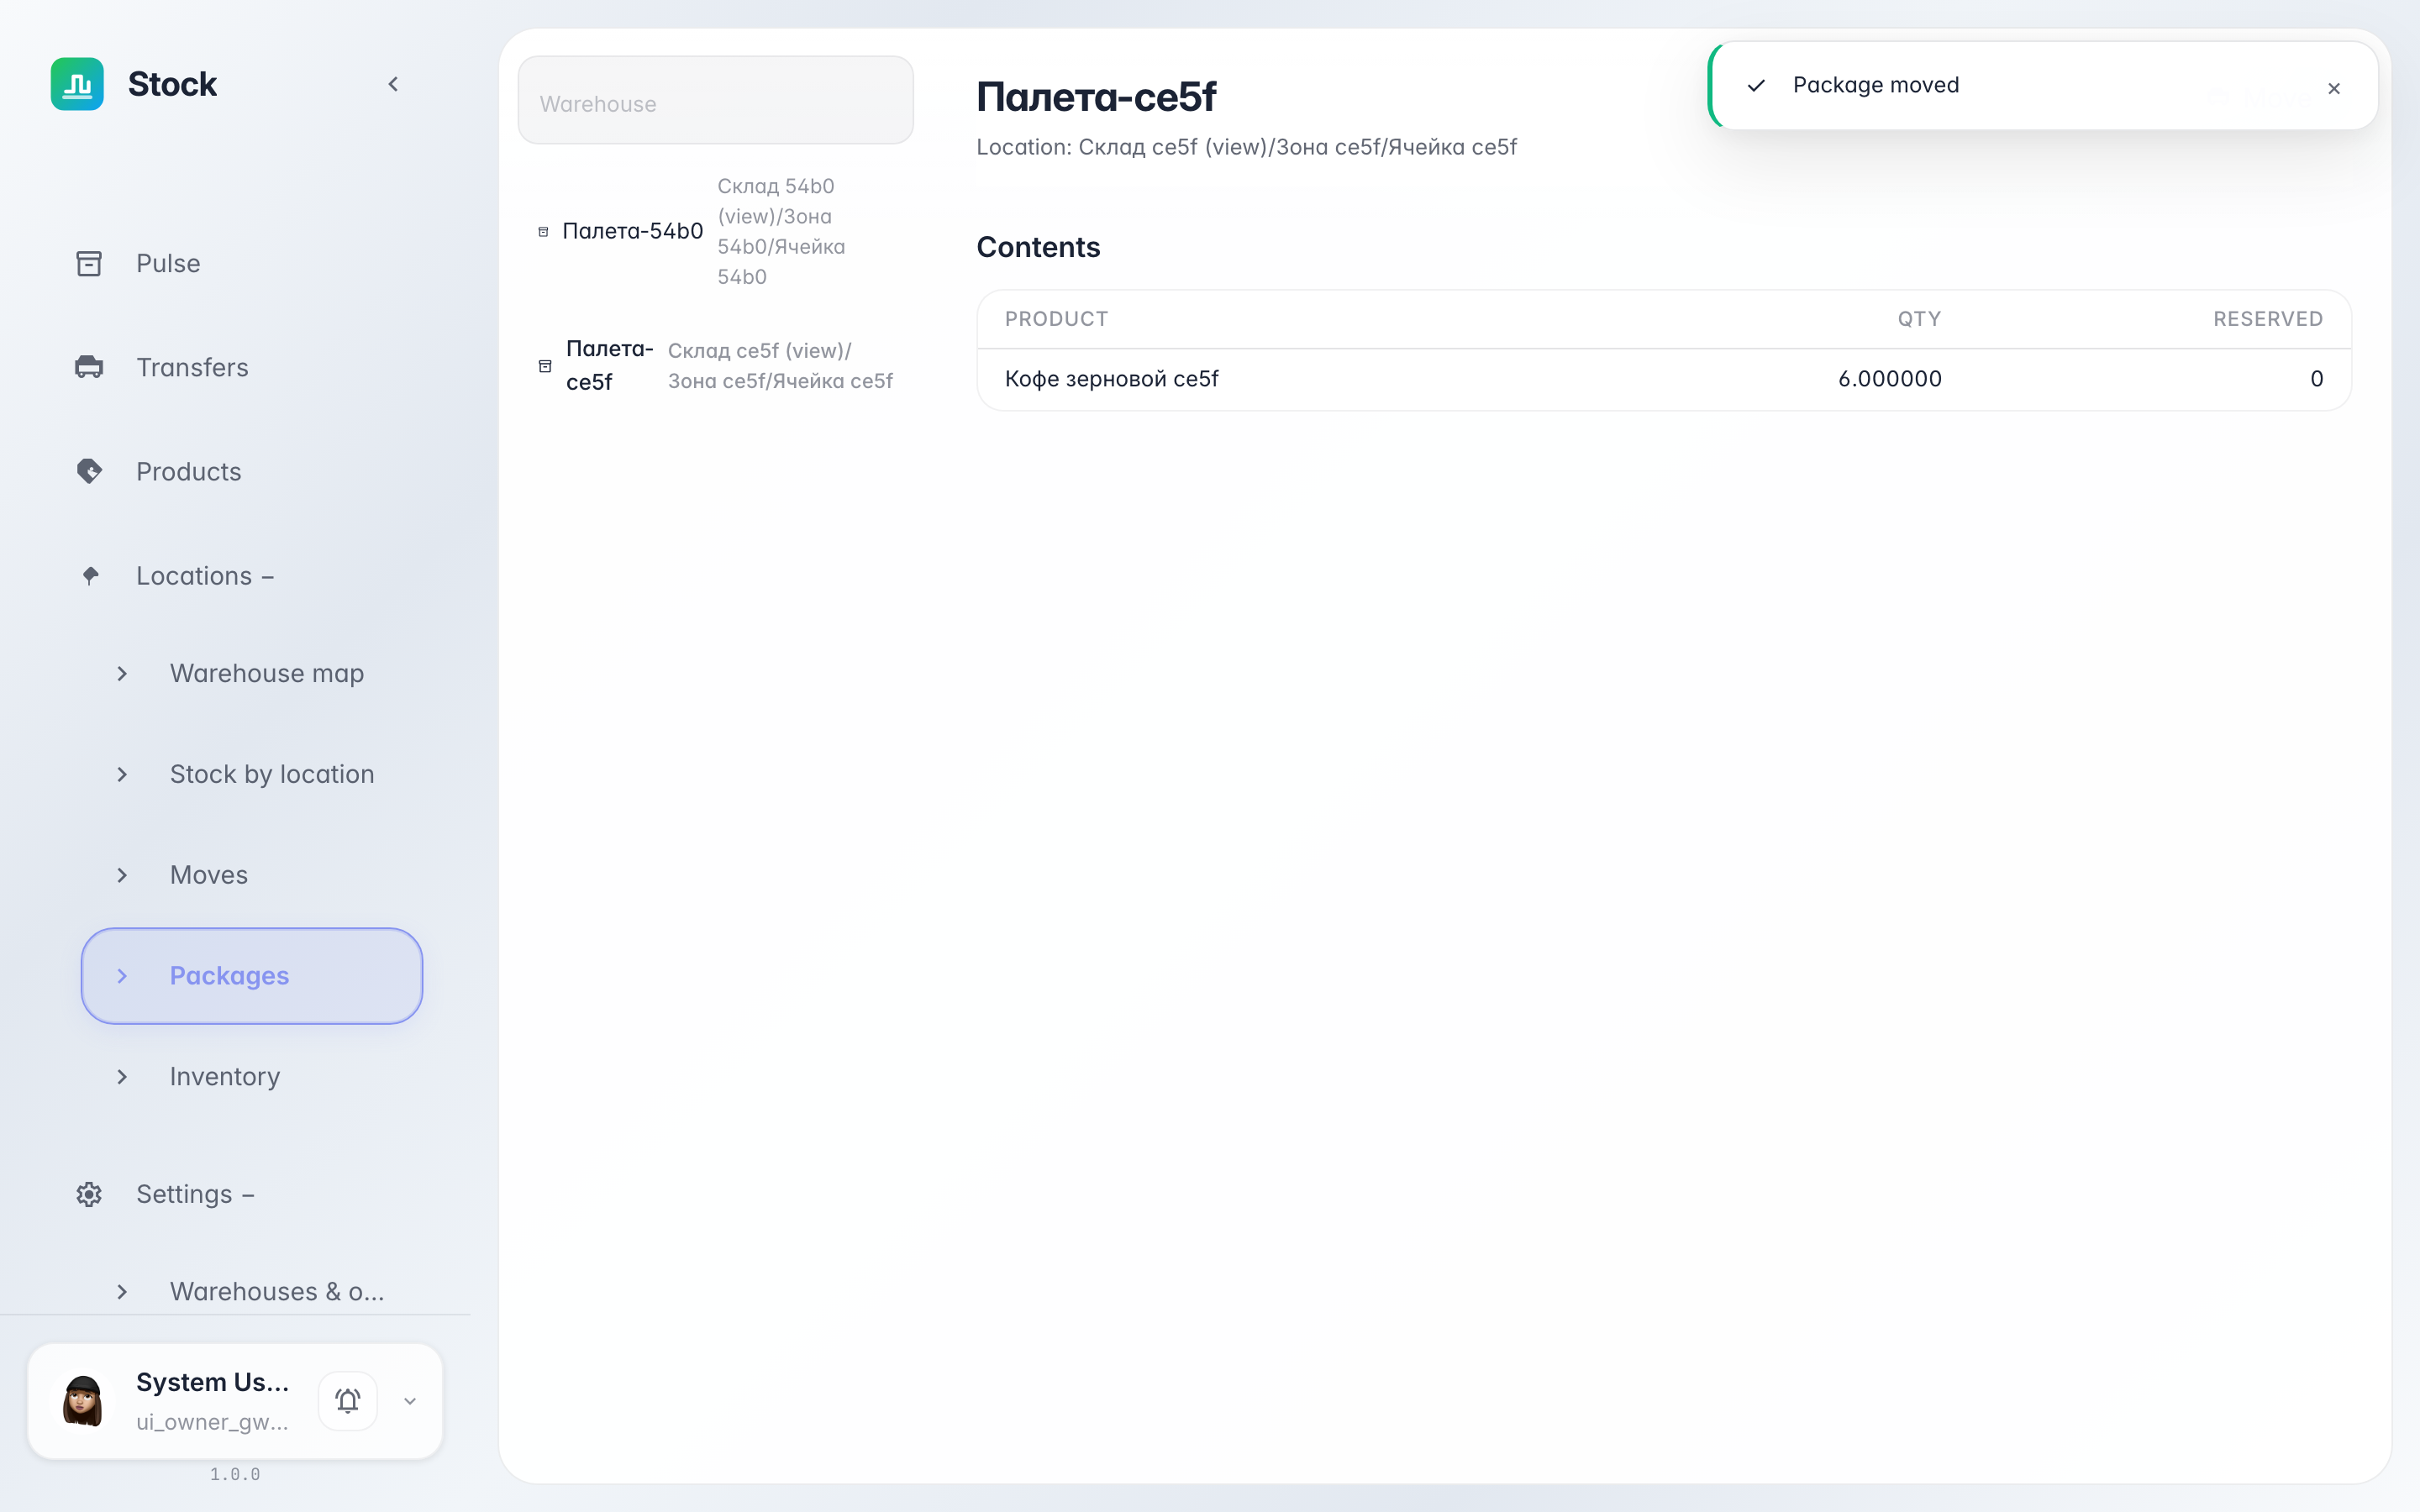 Stock
Pulse
Transfers
Products
Locations –
Warehouse map
Stock by location
Moves
Packages
Inventory
Settings –
Warehouses & o...
System Us...
ui_owner_gw...
1.0.0
Warehouse
Палета-54b0
Склад 54b0
(view)/Зона
54b0/Ячейка
54b0
Палета-
ce5f
Склад ce5f (view)/
Зона ce5f/Ячейка ce5f
Палета-ce5f
Location: Склад ce5f (view)/Зона ce5f/Ячейка ce5f
Package moved
Contents
PRODUCT QTY RESERVED
Кофе зерновой ce5f 6.000000 0